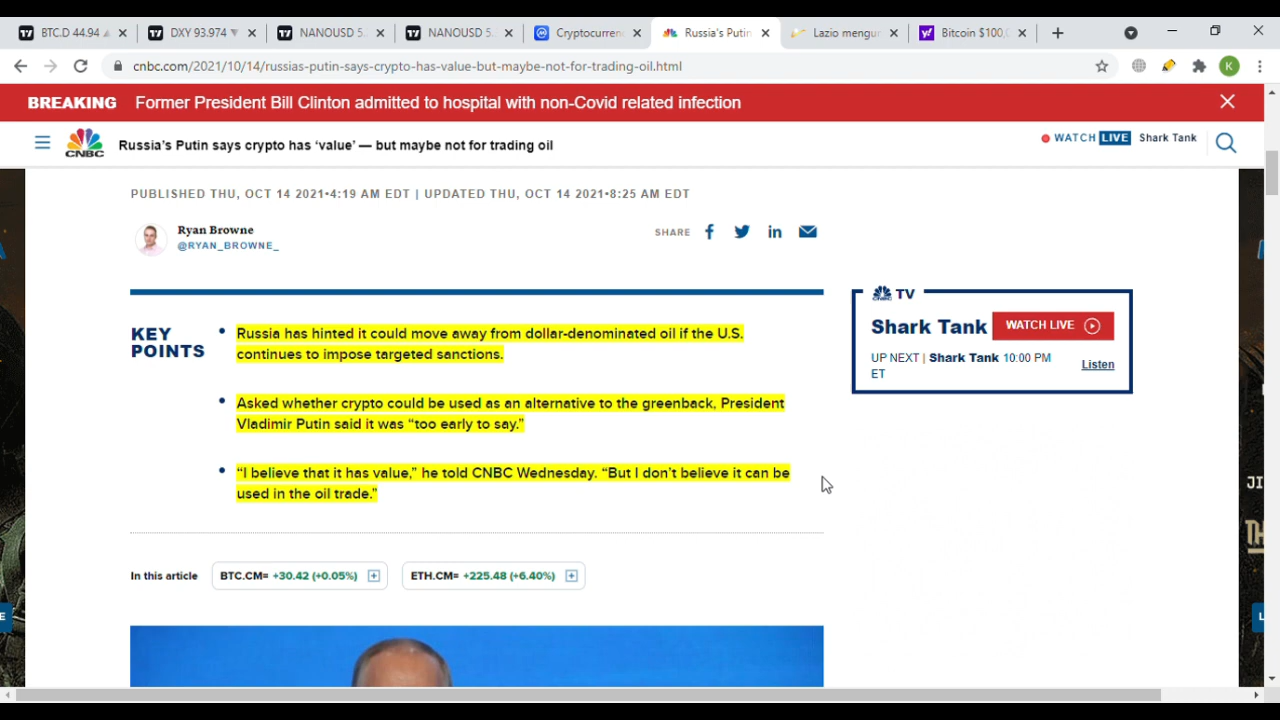 BTC.D 44.94
DXY 93.974
NANOUSD 5.
NANOUSD 5.
Cryptocurren
Russia's Putin
Lazio mengu
Bitcoin $100,
cnbc.com/2021/10/14/russias-putin-says-crypto-has-value-but-maybe-not-for-trading-oil.html
K
BREAKING Former President Bill Clinton admitted to hospital with non-Covid related infection
CNBC
Russia's Putin says crypto has ‘value’ — but maybe not for trading oil
WATCH LIVE Shark Tank
PUBLISHED THU, OCT 14 2021•4:19 AM EDT | UPDATED THU, OCT 14 2021•8:25 AM EDT
Ryan Browne
@RYAN_BROWNE_
SHARE
KEY
POINTS
Russia has hinted it could move away from dollar-denominated oil if the U.S.
continues to impose targeted sanctions.
Asked whether crypto could be used as an alternative to the greenback, President
Vladimir Putin said it was “too early to say.”
“I believe that it has value,” he told CNBC Wednesday. “But I don’t believe it can be
used in the oil trade.”
CNBC TV
Shark Tank WATCH LIVE
UP NEXT | Shark Tank 10:00 PM
ET
Listen
In this article BTC.CM= +30.42 (+0.05%) ETH.CM= +225.48 (+6.40%)